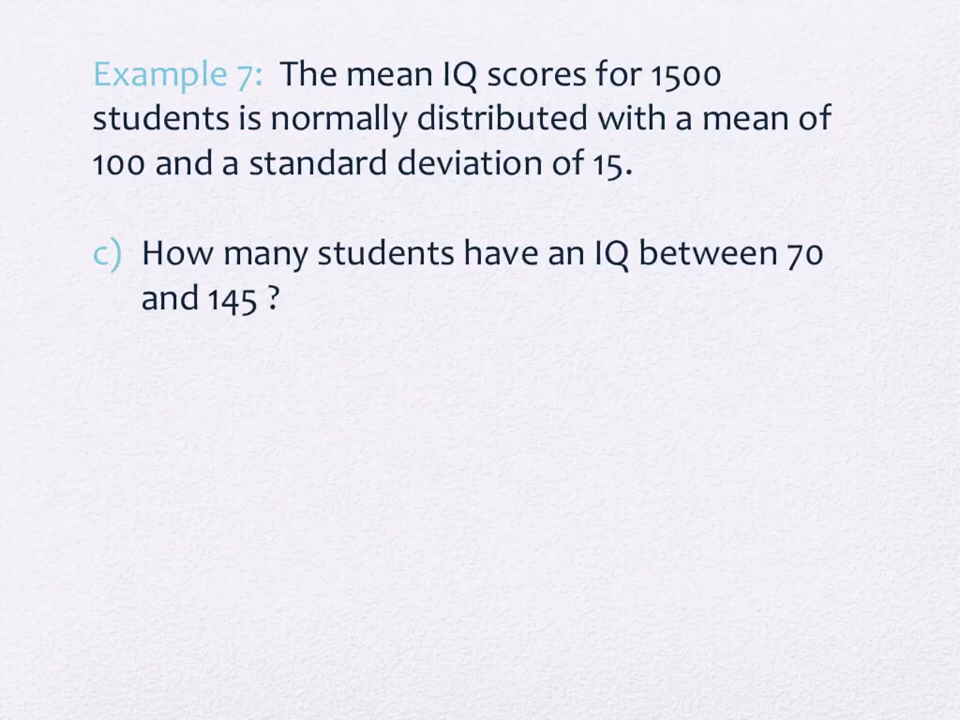 Example 7: The mean IQ scores for 1500
students is normally distributed with a mean of
100 and a standard deviation of 15.
c) How many students have an IQ between 70
and 145 ?